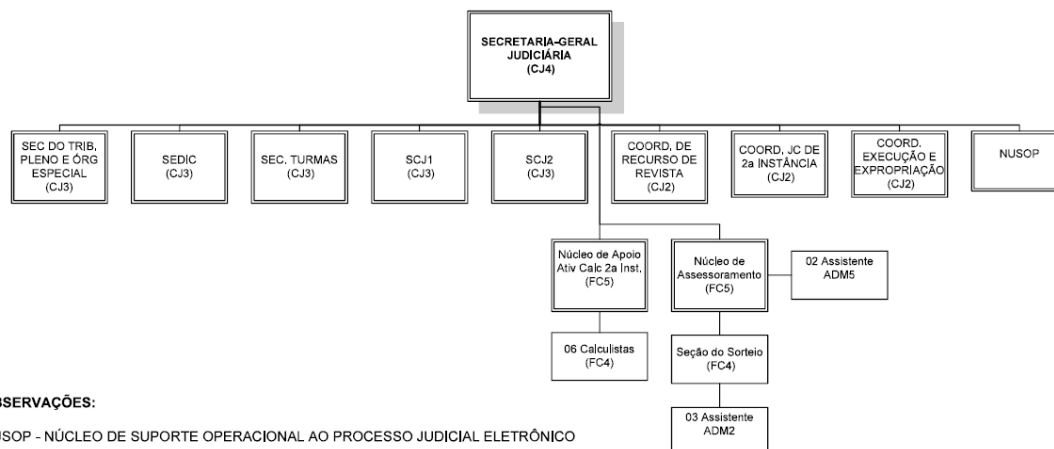 SECRETARIA-GERAL
JUDICIÁRIA
(CJ4)
SEC DO TRIB.
PLENO E ÓRG
ESPECIAL
(CJ3)
SEDIC
(CJ3)
SEC. TURMAS
(CJ3)
SCJ1
(CJ3)
SCJ2
(CJ3)
COORD. DE
RECURSO DE
REVISTA
(CJ2)
COORD. JC DE
2a INSTÂNCIA
(CJ2)
COORD.
EXECUÇÃO E
EXPROPRIAÇÃO
(CJ2)
NUSOP
Núcleo de Apoio
Ativ Calc 2a Inst.
(FC5)
Núcleo de
Assessoramento
(FC5)
02 Assistente
ADM5
06 Calculistas
(FC4)
Seção do Sorteio
(FC4)
03 Assistente
ADM2
BSERVAÇÕES:
USOP - NÚCLEO DE SUPORTE OPERACIONAL AO PROCESSO JUDICIAL ELETRÔNICO